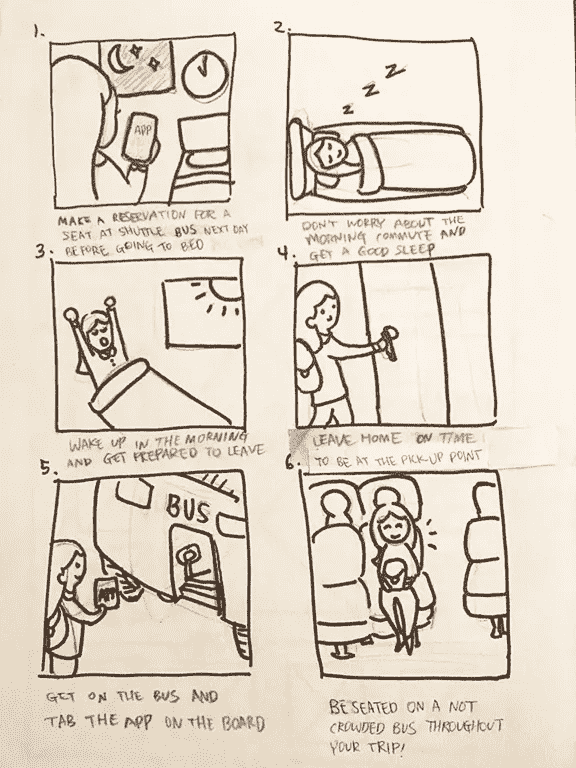 1.
APP
MAKE A RESERVATION FOR A
SEAT AT SHUTTLE BUS NEXT DAY
BEFORE GOING TO BED
2.
z z z
DON'T WORRY ABOUT THE
MORNING COMMUTE AND
GET A GOOD SLEEP
3.
WAKE UP IN THE MORNING
AND GET PREPARED TO LEAVE
4.
LEAVE HOME ON TIME
TO BE AT THE PICK-UP POINT
5.
BUS
APP
GET ON THE BUS AND
TAB THE APP ON THE BOARD
6.
BE SEATED ON A NOT
CROWDED BUS THROUGHOUT
YOUR TRIP!